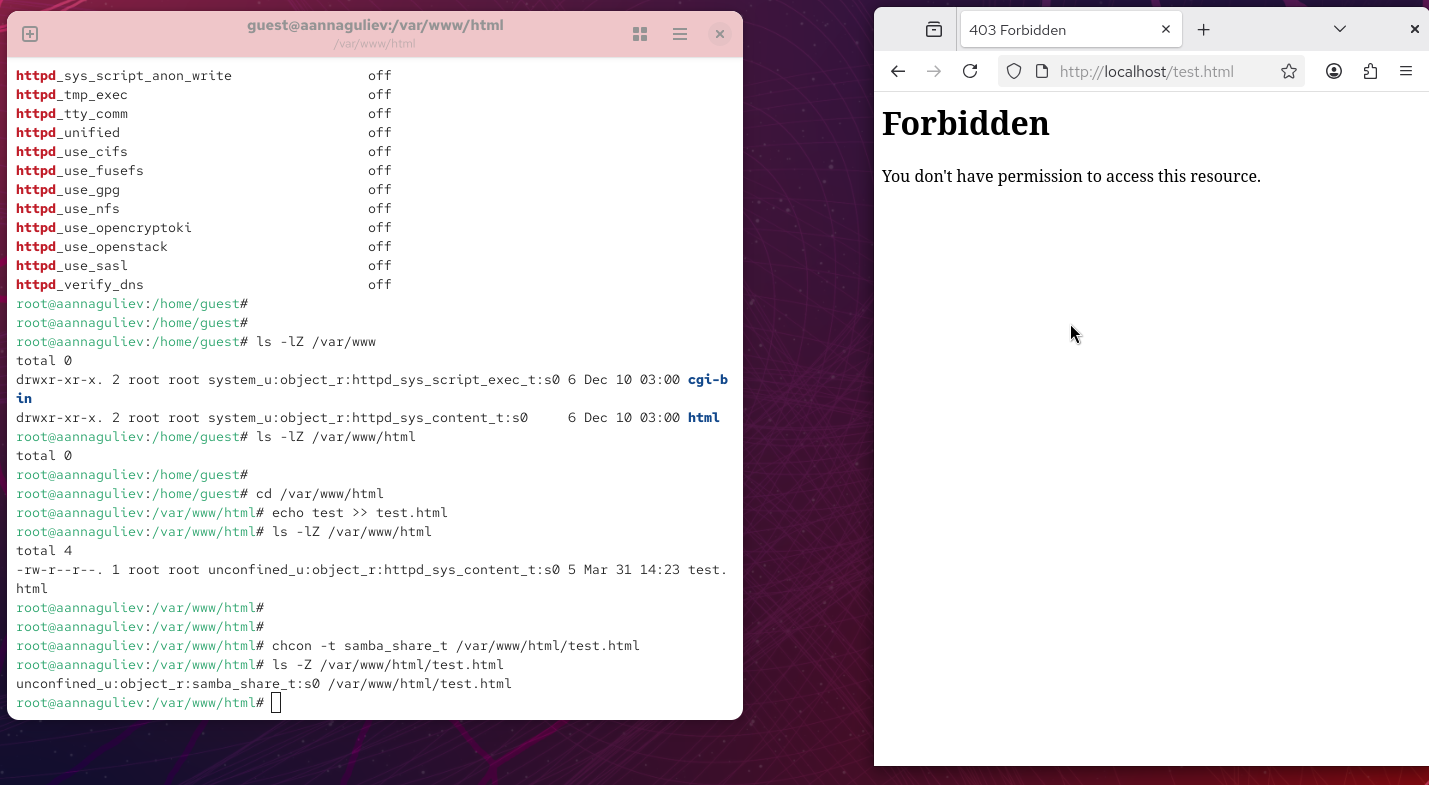 guest@aannaguliev:/var/www/html
/var/www/html
httpd_sys_script_anon_write off
httpd_tmp_exec off
httpd_tty_comm off
httpd_unified off
httpd_use_cifs off
httpd_use_fusefs off
httpd_use_gpg off
httpd_use_nfs off
httpd_use_opencryptoki off
httpd_use_openstack off
httpd_use_sasl off
httpd_verify_dns off
root@aannaguliev:/home/guest#
root@aannaguliev:/home/guest#
root@aannaguliev:/home/guest# ls -lZ /var/www
total 0
drwxr-xr-x. 2 root root system_u:object_r:httpd_sys_script_exec_t:s0 6 Dec 10 03:00 cgi-b
in
drwxr-xr-x. 2 root root system_u:object_r:httpd_sys_content_t:s0 6 Dec 10 03:00 html
root@aannaguliev:/home/guest# ls -lZ /var/www/html
total 0
root@aannaguliev:/home/guest#
root@aannaguliev:/home/guest# cd /var/www/html
root@aannaguliev:/var/www/html# echo test >> test.html
root@aannaguliev:/var/www/html# ls -lZ /var/www/html
total 4
-rw-r--r--. 1 root root unconfined_u:object_r:httpd_sys_content_t:s0 5 Mar 31 14:23 test.
html
root@aannaguliev:/var/www/html#
root@aannaguliev:/var/www/html#
root@aannaguliev:/var/www/html# chcon -t samba_share_t /var/www/html/test.html
root@aannaguliev:/var/www/html# ls -Z /var/www/html/test.html
unconfined_u:object_r:samba_share_t:s0 /var/www/html/test.html
root@aannaguliev:/var/www/html#
403 Forbidden
http://localhost/test.html
Forbidden
You don't have permission to access this resource.